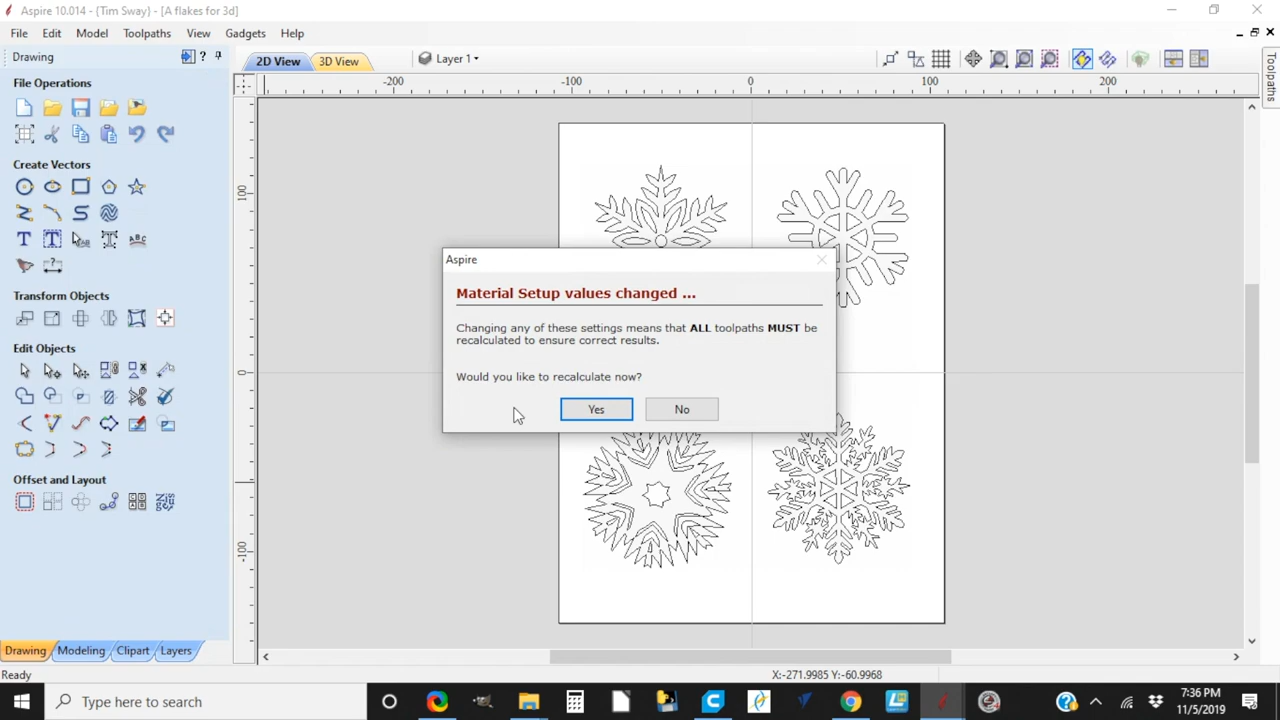 Aspire 10.014 - {Tim Sway} - [A flakes for 3d]
File Edit Model Toolpaths View Gadgets Help
Drawing
2D View
3D View
Layer 1
Toolpaths
-200
-100
0
100
200
File Operations
Create Vectors
Transform Objects
Edit Objects
Offset and Layout
100
0
-100
Aspire
Material Setup values changed ...
Changing any of these settings means that ALL toolpaths MUST be
recalculated to ensure correct results.
Would you like to recalculate now?
Yes
No
Drawing Modeling Clipart Layers
Ready
X:-271.9985 Y:-60.9968
Type here to search
7:36 PM
11/5/2019